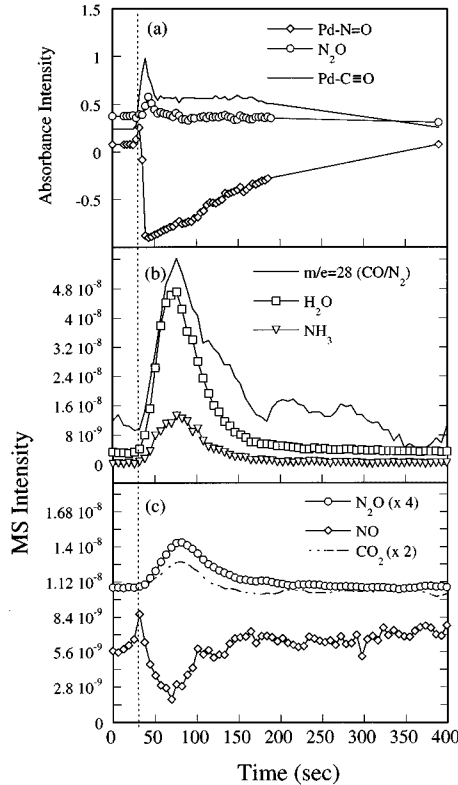 (a)
Pd-N=O
N₂O
Pd-C≡O
Absorbance Intensity
1
0.5
0
-0.5
(b)
m/e=28 (CO/N₂)
H₂O
NH₃
4.8 10⁻⁸
4 10⁻⁸
3.2 10⁻⁸
2.4 10⁻⁸
1.6 10⁻⁸
8 10⁻⁹
0
MS Intensity
(c)
N₂O (x 4)
NO
CO₂ (x 2)
1.68 10⁻⁸
1.4 10⁻⁸
1.12 10⁻⁸
8.4 10⁻⁹
5.6 10⁻⁹
2.8 10⁻⁹
0
0 50 100 150 200 250 300 350 400
Time (sec)